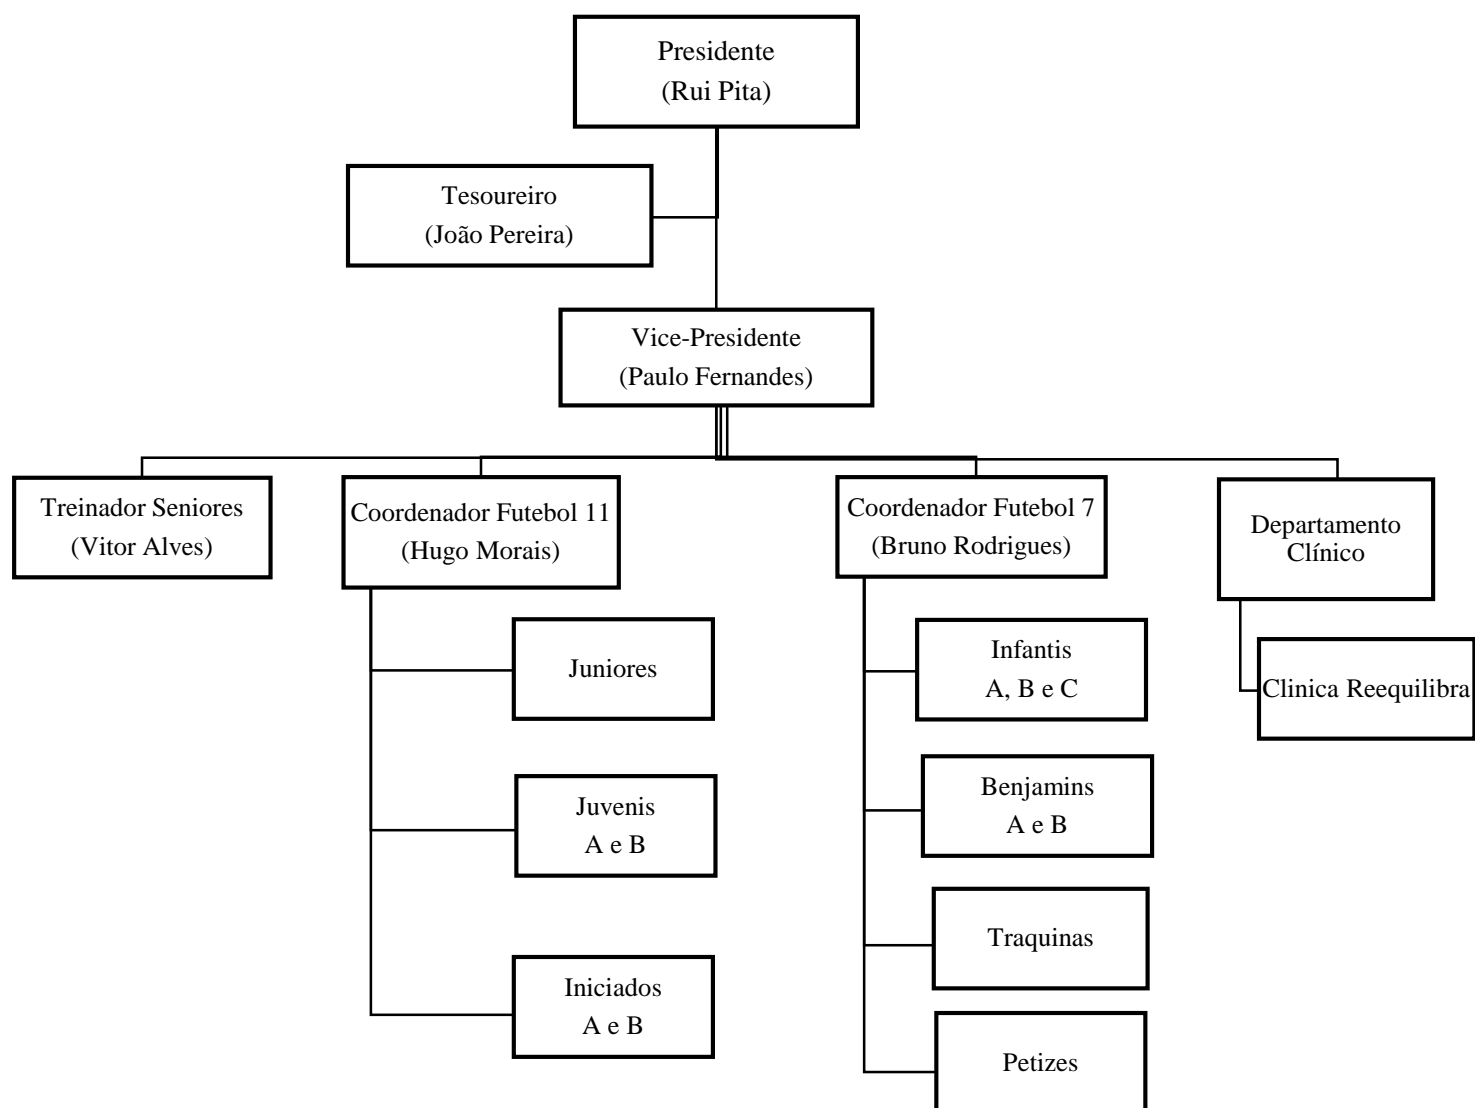 Presidente
(Rui Pita)
Tesoureiro
(João Pereira)
Vice-Presidente
(Paulo Fernandes)
Treinador Seniores
(Vitor Alves)
Coordenador Futebol 11
(Hugo Morais)
Coordenador Futebol 7
(Bruno Rodrigues)
Departamento
Clínico
Juniores
Juvenis
A e B
Iniciados
A e B
Infantis
A, B e C
Benjamins
A e B
Traquinas
Petizes
Clinica Reequilibra